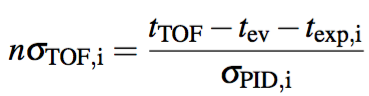 nσ_TOF,i = (t_TOF − t_ev − t_exp,i) / σ_PID,i